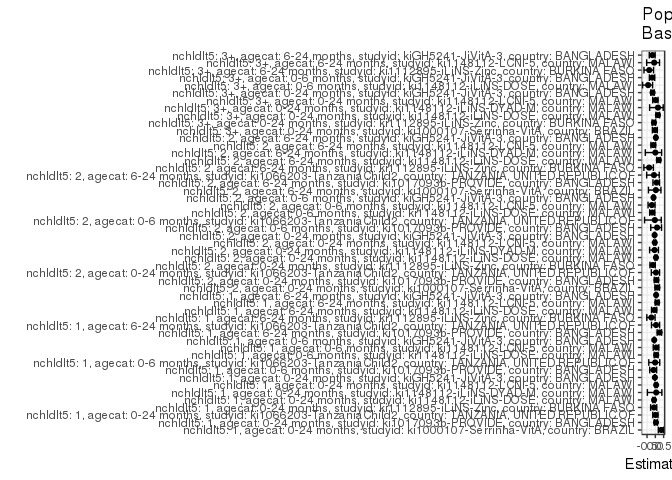 Pop
Bas
nchldlt5: 3+, agecat: 6-24 months, studyid: kiGH5241-JiVitA-3, country: BANGLADESH
nchldlt5: 3+, agecat: 6-24 months, studyid: ki1148112-LCNI-5, country: MALAWI
nchldlt5: 3+, agecat: 6-24 months, studyid: ki1112895-iLiNS-Zinc, country: BURKINA FASO
nchldlt5: 3+, agecat: 0-6 months, studyid: kiGH5241-JiVitA-3, country: BANGLADESH
nchldlt5: 3+, agecat: 0-6 months, studyid: ki1148112-iLiNS-DOSE, country: MALAWI
nchldlt5: 3+, agecat: 0-24 months, studyid: kiGH5241-JiVitA-3, country: BANGLADESH
nchldlt5: 3+, agecat: 0-24 months, studyid: ki1148112-LCNI-5, country: MALAWI
nchldlt5: 3+, agecat: 0-24 months, studyid: ki1148112-iLiNS-DYAD-M, country: MALAWI
nchldlt5: 3+, agecat: 0-24 months, studyid: ki1148112-iLiNS-DOSE, country: MALAWI
nchldlt5: 3+, agecat: 0-24 months, studyid: ki1112895-iLiNS-Zinc, country: BURKINA FASO
nchldlt5: 3+, agecat: 0-24 months, studyid: ki1000107-Serrinha-VitA, country: BRAZIL
nchldlt5: 2, agecat: 6-24 months, studyid: kiGH5241-JiVitA-3, country: BANGLADESH
nchldlt5: 2, agecat: 6-24 months, studyid: ki1148112-LCNI-5, country: MALAWI
nchldlt5: 2, agecat: 6-24 months, studyid: ki1148112-iLiNS-DYAD-M, country: MALAWI
nchldlt5: 2, agecat: 6-24 months, studyid: ki1148112-iLiNS-DOSE, country: MALAWI
nchldlt5: 2, agecat: 6-24 months, studyid: ki1112895-iLiNS-Zinc, country: BURKINA FASO
nchldlt5: 2, agecat: 6-24 months, studyid: ki1066203-TanzaniaChild2, country: TANZANIA, UNITED REPUBLIC OF
nchldlt5: 2, agecat: 6-24 months, studyid: ki1017093b-PROVIDE, country: BANGLADESH
nchldlt5: 2, agecat: 6-24 months, studyid: ki1000107-Serrinha-VitA, country: BRAZIL
nchldlt5: 2, agecat: 0-6 months, studyid: kiGH5241-JiVitA-3, country: BANGLADESH
nchldlt5: 2, agecat: 0-6 months, studyid: ki1148112-LCNI-5, country: MALAWI
nchldlt5: 2, agecat: 0-6 months, studyid: ki1148112-iLiNS-DOSE, country: MALAWI
nchldlt5: 2, agecat: 0-6 months, studyid: ki1066203-TanzaniaChild2, country: TANZANIA, UNITED REPUBLIC OF
nchldlt5: 2, agecat: 0-6 months, studyid: ki1017093b-PROVIDE, country: BANGLADESH
nchldlt5: 2, agecat: 0-24 months, studyid: kiGH5241-JiVitA-3, country: BANGLADESH
nchldlt5: 2, agecat: 0-24 months, studyid: ki1148112-LCNI-5, country: MALAWI
nchldlt5: 2, agecat: 0-24 months, studyid: ki1148112-iLiNS-DYAD-M, country: MALAWI
nchldlt5: 2, agecat: 0-24 months, studyid: ki1148112-iLiNS-DOSE, country: MALAWI
nchldlt5: 2, agecat: 0-24 months, studyid: ki1112895-iLiNS-Zinc, country: BURKINA FASO
nchldlt5: 2, agecat: 0-24 months, studyid: ki1066203-TanzaniaChild2, country: TANZANIA, UNITED REPUBLIC OF
nchldlt5: 2, agecat: 0-24 months, studyid: ki1017093b-PROVIDE, country: BANGLADESH
nchldlt5: 2, agecat: 0-24 months, studyid: ki1000107-Serrinha-VitA, country: BRAZIL
nchldlt5: 1, agecat: 6-24 months, studyid: kiGH5241-JiVitA-3, country: BANGLADESH
nchldlt5: 1, agecat: 6-24 months, studyid: ki1148112-LCNI-5, country: MALAWI
nchldlt5: 1, agecat: 6-24 months, studyid: ki1148112-iLiNS-DOSE, country: MALAWI
nchldlt5: 1, agecat: 6-24 months, studyid: ki1112895-iLiNS-Zinc, country: BURKINA FASO
nchldlt5: 1, agecat: 6-24 months, studyid: ki1066203-TanzaniaChild2, country: TANZANIA, UNITED REPUBLIC OF
nchldlt5: 1, agecat: 6-24 months, studyid: ki1017093b-PROVIDE, country: BANGLADESH
nchldlt5: 1, agecat: 0-6 months, studyid: kiGH5241-JiVitA-3, country: BANGLADESH
nchldlt5: 1, agecat: 0-6 months, studyid: ki1148112-LCNI-5, country: MALAWI
nchldlt5: 1, agecat: 0-6 months, studyid: ki1148112-iLiNS-DOSE, country: MALAWI
nchldlt5: 1, agecat: 0-6 months, studyid: ki1066203-TanzaniaChild2, country: TANZANIA, UNITED REPUBLIC OF
nchldlt5: 1, agecat: 0-6 months, studyid: ki1017093b-PROVIDE, country: BANGLADESH
nchldlt5: 1, agecat: 0-24 months, studyid: kiGH5241-JiVitA-3, country: BANGLADESH
nchldlt5: 1, agecat: 0-24 months, studyid: ki1148112-LCNI-5, country: MALAWI
nchldlt5: 1, agecat: 0-24 months, studyid: ki1148112-iLiNS-DYAD-M, country: MALAWI
nchldlt5: 1, agecat: 0-24 months, studyid: ki1148112-iLiNS-DOSE, country: MALAWI
nchldlt5: 1, agecat: 0-24 months, studyid: ki1112895-iLiNS-Zinc, country: BURKINA FASO
nchldlt5: 1, agecat: 0-24 months, studyid: ki1066203-TanzaniaChild2, country: TANZANIA, UNITED REPUBLIC OF
nchldlt5: 1, agecat: 0-24 months, studyid: ki1017093b-PROVIDE, country: BANGLADESH
nchldlt5: 1, agecat: 0-24 months, studyid: ki1000107-Serrinha-VitA, country: BRAZIL
Estimat